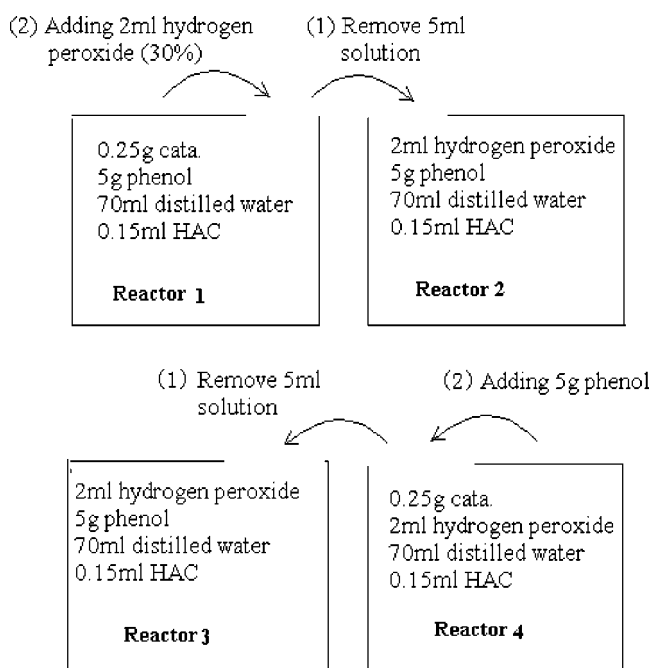 (2) Adding 2ml hydrogen
peroxide (30%)
(1) Remove 5ml
solution
0.25g cata.
5g phenol
70ml distilled water
0.15ml HAC
Reactor 1
2ml hydrogen peroxide
5g phenol
70ml distilled water
0.15ml HAC
Reactor 2
(1) Remove 5ml
solution
(2) Adding 5g phenol
2ml hydrogen peroxide
5g phenol
70ml distilled water
0.15ml HAC
Reactor 3
0.25g cata.
2ml hydrogen peroxide
70ml distilled water
0.15ml HAC
Reactor 4